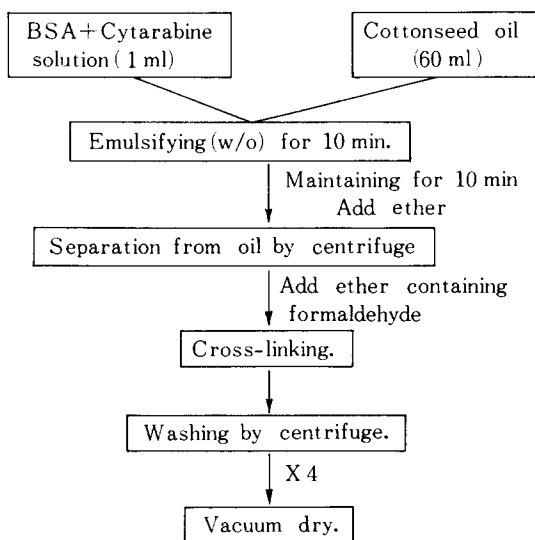 BSA+Cytarabine
solution(1 ml)
Cottonseed oil
(60 ml)
Emulsifying(w/o) for 10 min.
Maintaining for 10 min
Add ether
Separation from oil by centrifuge
Add ether containing
formaldehyde
Cross-linking.
Washing by centrifuge.
X 4
Vacuum dry.